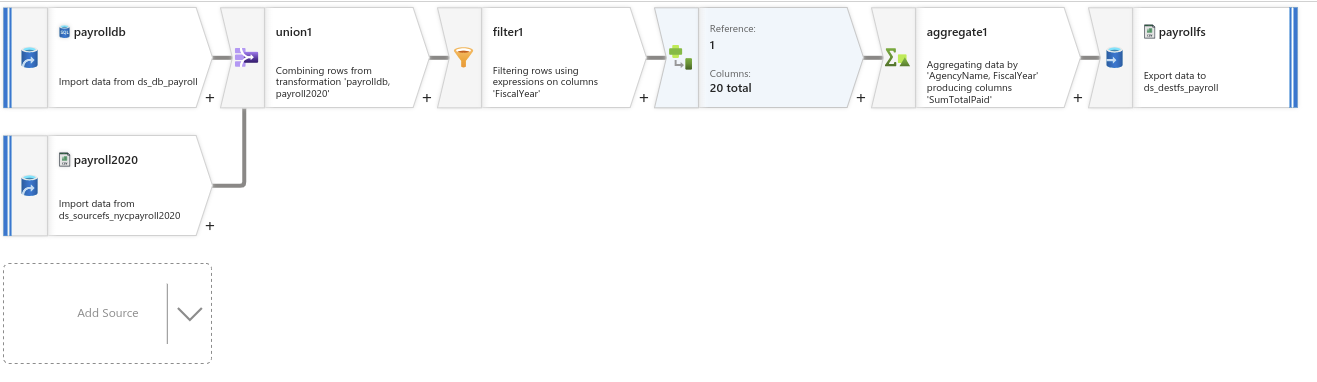 payrolldb
Import data from ds_db_payroll
+
union1
Combining rows from
transformation 'payrolldb,
payroll2020'
+
filter1
Filtering rows using
expressions on columns
'FiscalYear'
+
Reference:
1
Columns:
20 total
+
aggregate1
Aggregating data by
'AgencyName, FiscalYear'
producing columns
'SumTotalPaid'
+
payrollfs
Export data to
ds_destfs_payroll
payroll2020
Import data from
ds_sourcefs_nycpayroll2020
+
Add Source